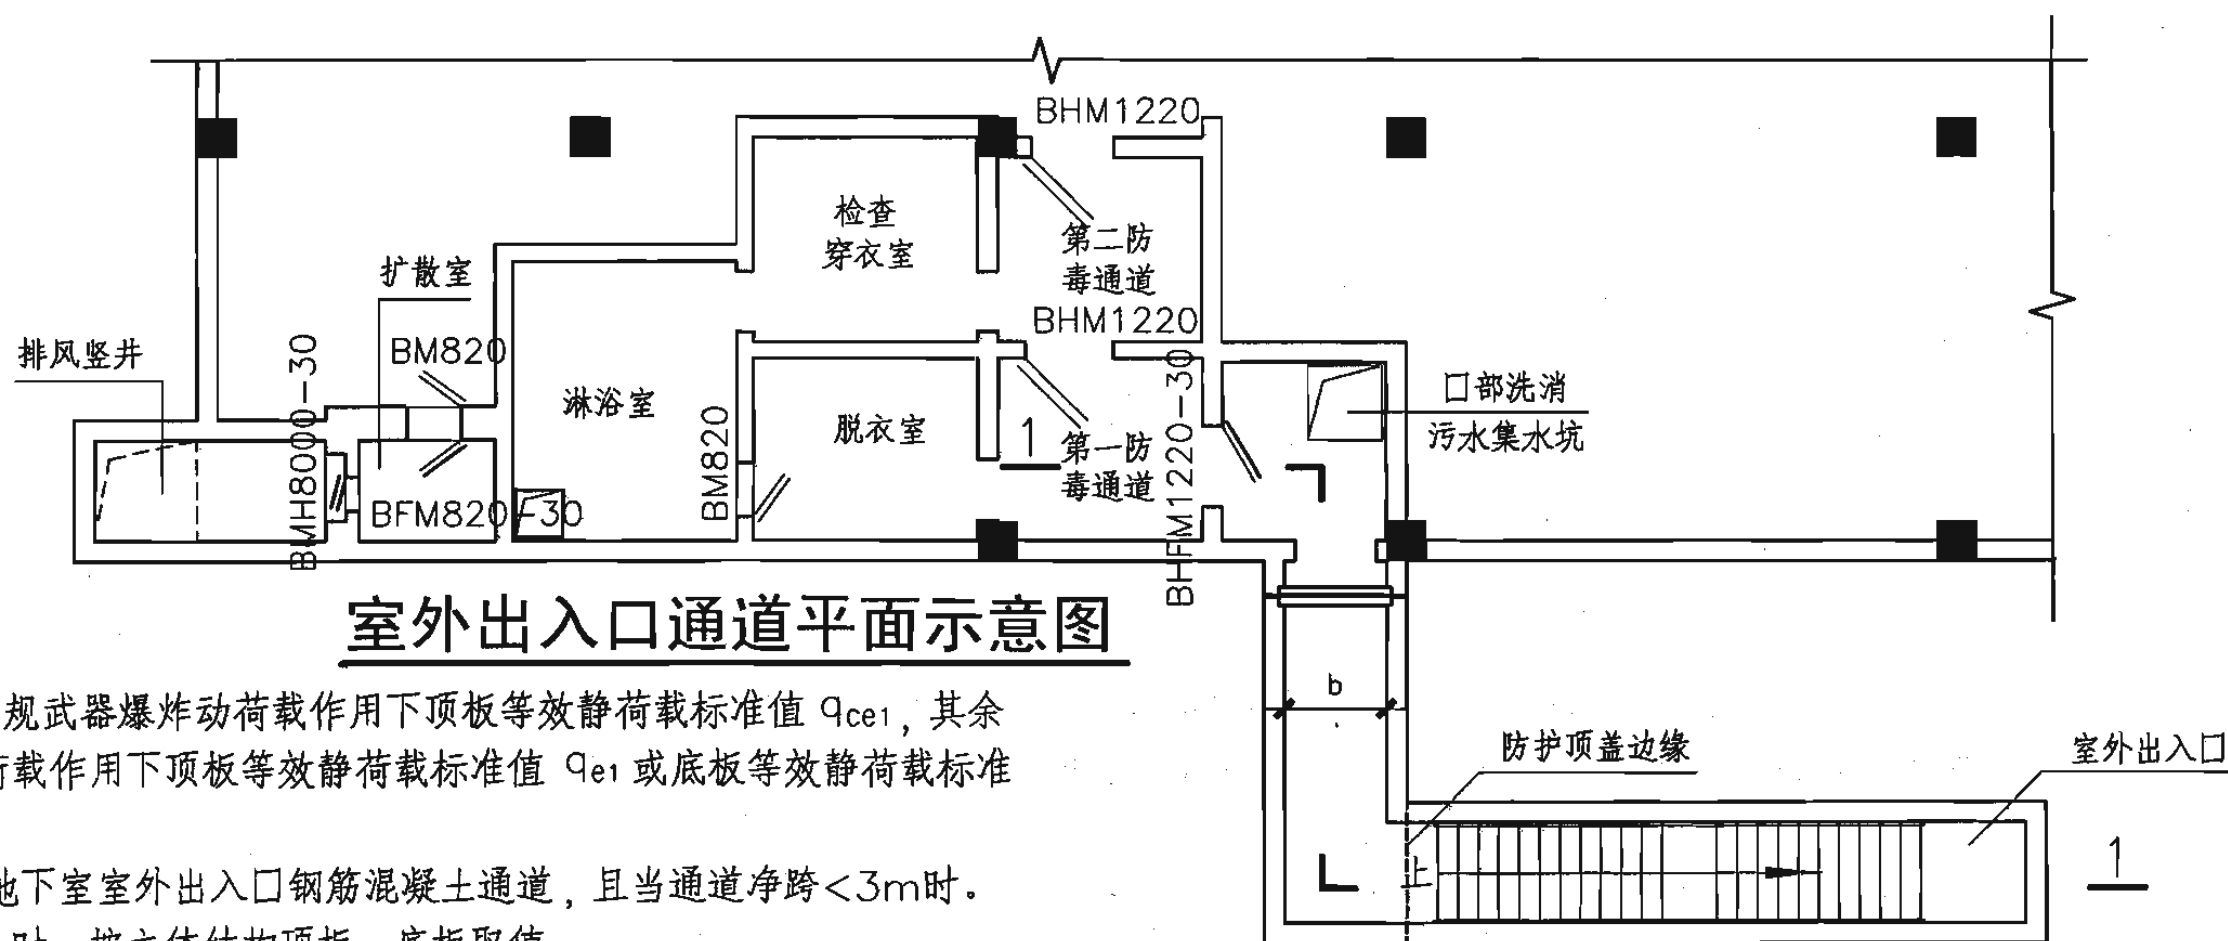 BHM1220
检查
穿衣室
第二防
毒通道
扩散室
BHM1220
排风竖井
BM820
BMH8000-30
淋浴室
BM820
脱衣室
1
第一防
毒通道
BHFM1220-30
口部洗消
污水集水坑
BFM820-30
室外出入口通道平面示意图
b
规武器爆炸动荷载作用下顶板等效静荷载标准值 qce1, 其余
荷载作用下顶板等效静荷载标准值 qe1 或底板等效静荷载标准
防护顶盖边缘
室外出入口
上
1
地下室室外出入口钢筋混凝土通道, 且当通道净跨<3m时。